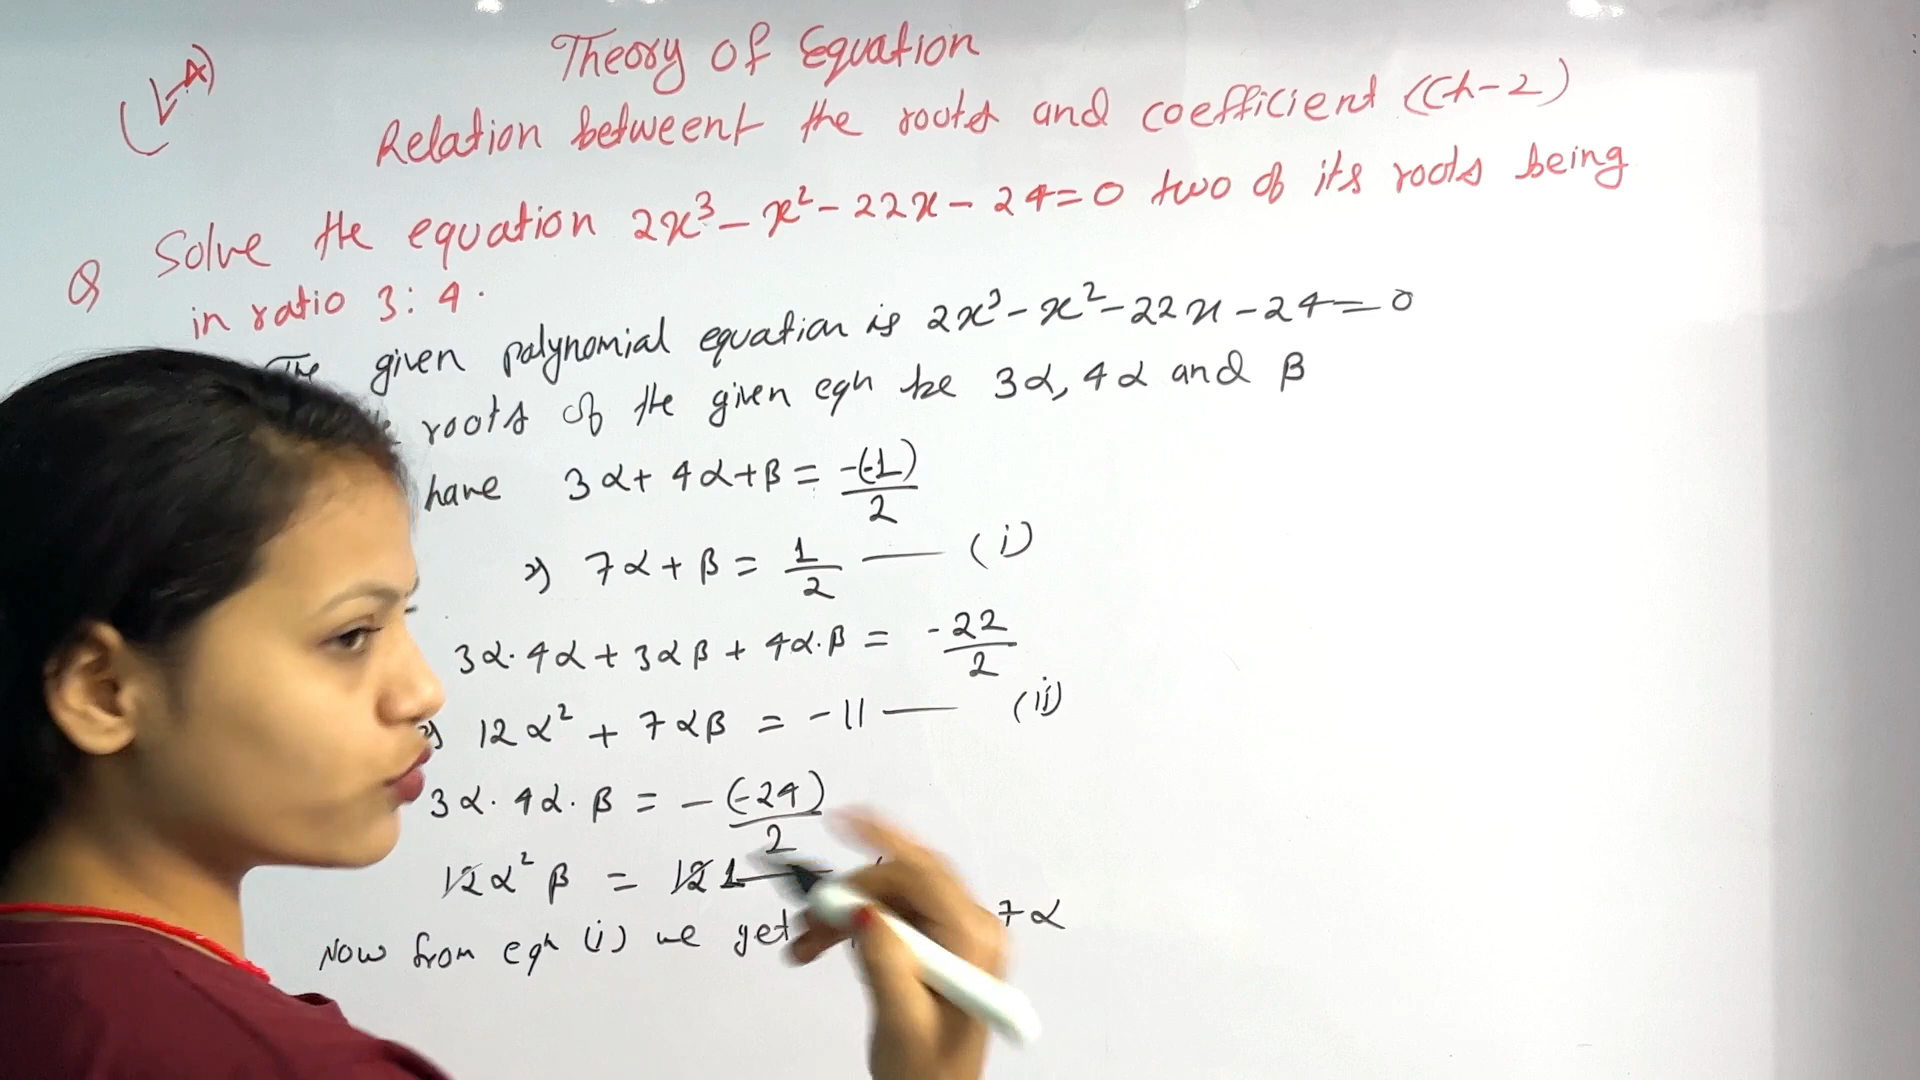 (L-A)
Theory of Equation
Relation betweent the roots and coefficient (Ch-2)
Q Solve the equation 2x³ - x² - 22x - 24 = 0 two of its roots being
in ratio 3 : 4.
The given polynomial equation is 2x³ - x² - 22x - 24 = 0
roots of the given eqn be 3α, 4α and β
have 3α + 4α + β = -(-1)/2
⇒ 7α + β = 1/2 — (i)
3α·4α + 3αβ + 4α·β = -22/2
⇒ 12α² + 7αβ = -11 — (ii)
3α·4α·β = -(-24)/2
12α²β = 12 1 —
Now from eqn (i) we get 7α